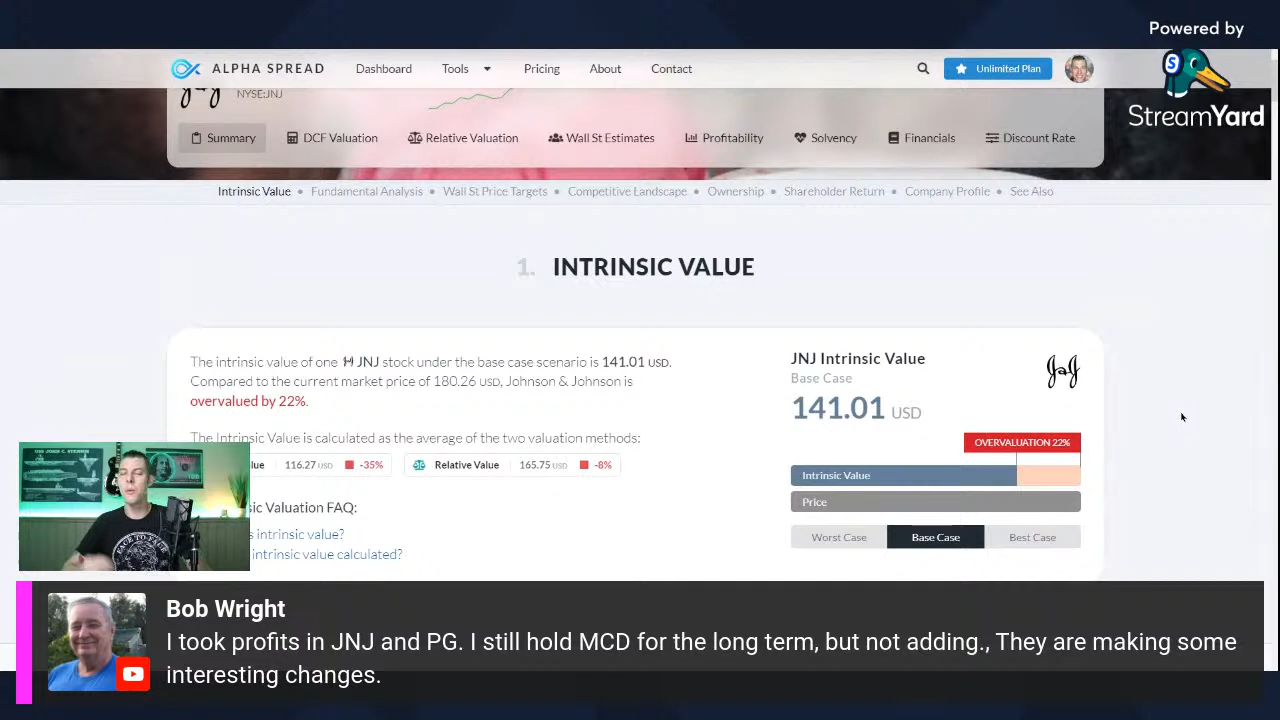 Powered by
StreamYard
ALPHA SPREAD
Dashboard
Tools
Pricing
About
Contact
Unlimited Plan
NYSE:JNJ
Summary
DCF Valuation
Relative Valuation
Wall St Estimates
Profitability
Solvency
Financials
Discount Rate
Intrinsic Value
Fundamental Analysis
Wall St Price Targets
Competitive Landscape
Ownership
Shareholder Return
Company Profile
See Also
1. INTRINSIC VALUE
The intrinsic value of one JNJ stock under the base case scenario is 141.01 USD.
Compared to the current market price of 180.26 USD, Johnson & Johnson is
overvalued by 22%.
The Intrinsic Value is calculated as the average of the two valuation methods:
116.27 USD -35%
Relative Value 165.75 USD -8%
Valuation FAQ:
intrinsic value?
intrinsic value calculated?
JNJ Intrinsic Value
J&J
Base Case
141.01 USD
OVERVALUATION 22%
Intrinsic Value
Price
Worst Case
Base Case
Best Case
Bob Wright
I took profits in JNJ and PG. I still hold MCD for the long term, but not adding., They are making some
interesting changes.